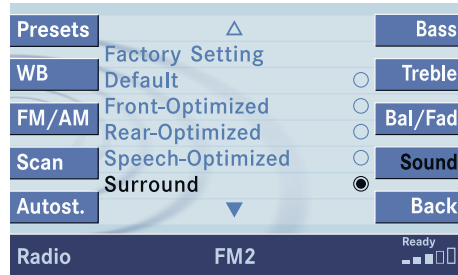 Presets
WB
FM/AM
Scan
Autost.
Factory Setting
Default
Front-Optimized
Rear-Optimized
Speech-Optimized
Surround
Bass
Treble
Bal/Fad
Sound
Back
Radio
FM2
Ready